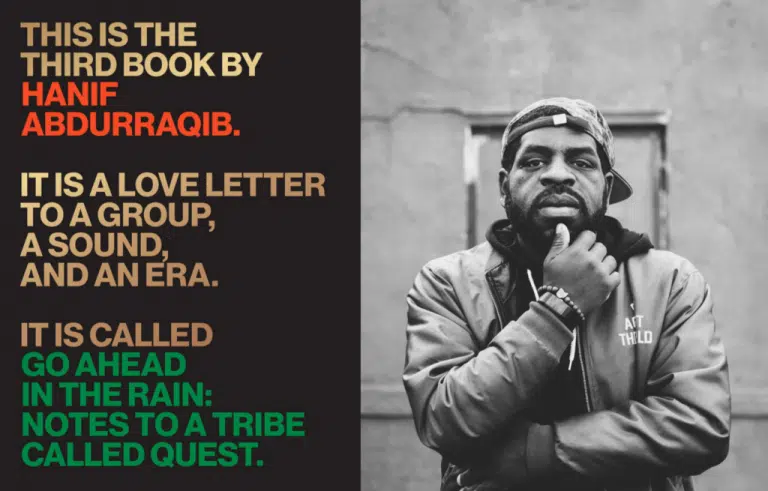 THIS IS THE
THIRD BOOK BY
HANIF
ABDURRAQIB.
IT IS A LOVE LETTER
TO A GROUP,
A SOUND,
AND AN ERA.
IT IS CALLED
GO AHEAD
IN THE RAIN:
NOTES TO A TRIBE
CALLED QUEST.